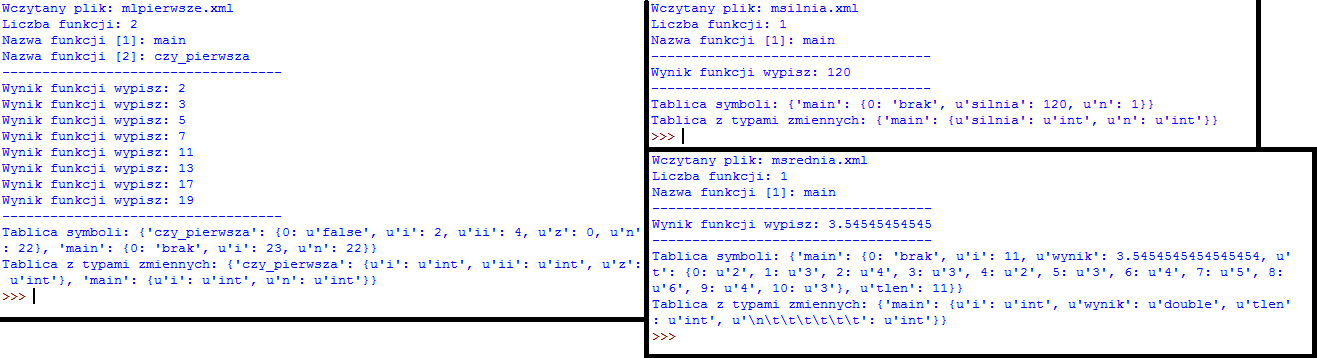 Wczytany plik: mlpierwsze.xml
Liczba funkcji: 2
Nazwa funkcji [1]: main
Nazwa funkcji [2]: czy_pierwsza
-----------------------------------
Wynik funkcji wypisz: 2
Wynik funkcji wypisz: 3
Wynik funkcji wypisz: 5
Wynik funkcji wypisz: 7
Wynik funkcji wypisz: 11
Wynik funkcji wypisz: 13
Wynik funkcji wypisz: 17
Wynik funkcji wypisz: 19
-----------------------------------
Tablica symboli: {'czy_pierwsza': {0: u'false', u'i': 2, u'ii': 4, u'z': 0, u'n'
: 22}, 'main': {0: 'brak', u'i': 23, u'n': 22}}
Tablica z typami zmiennych: {'czy_pierwsza': {u'i': u'int', u'ii': u'int', u'z':
 u'int'}, 'main': {u'i': u'int', u'n': u'int'}}
>>>
Wczytany plik: msilnia.xml
Liczba funkcji: 1
Nazwa funkcji [1]: main
-----------------------------------
Wynik funkcji wypisz: 120
-----------------------------------
Tablica symboli: {'main': {0: 'brak', u'silnia': 120, u'n': 1}}
Tablica z typami zmiennych: {'main': {u'silnia': u'int', u'n': u'int'}}
>>>
Wczytany plik: msrednia.xml
Liczba funkcji: 1
Nazwa funkcji [1]: main
-----------------------------------
Wynik funkcji wypisz: 3.54545454545
-----------------------------------
Tablica symboli: {'main': {0: 'brak', u'i': 11, u'wynik': 3.5454545454545454, u'
t': {0: u'2', 1: u'3', 2: u'4', 3: u'3', 4: u'2', 5: u'3', 6: u'4', 7: u'5', 8:
u'6', 9: u'4', 10: u'3'}, u'tlen': 11}}
Tablica z typami zmiennych: {'main': {u'i': u'int', u'wynik': u'double', u'tlen'
: u'int', u'\n\t\t\t\t\t\t': u'int'}}
>>>